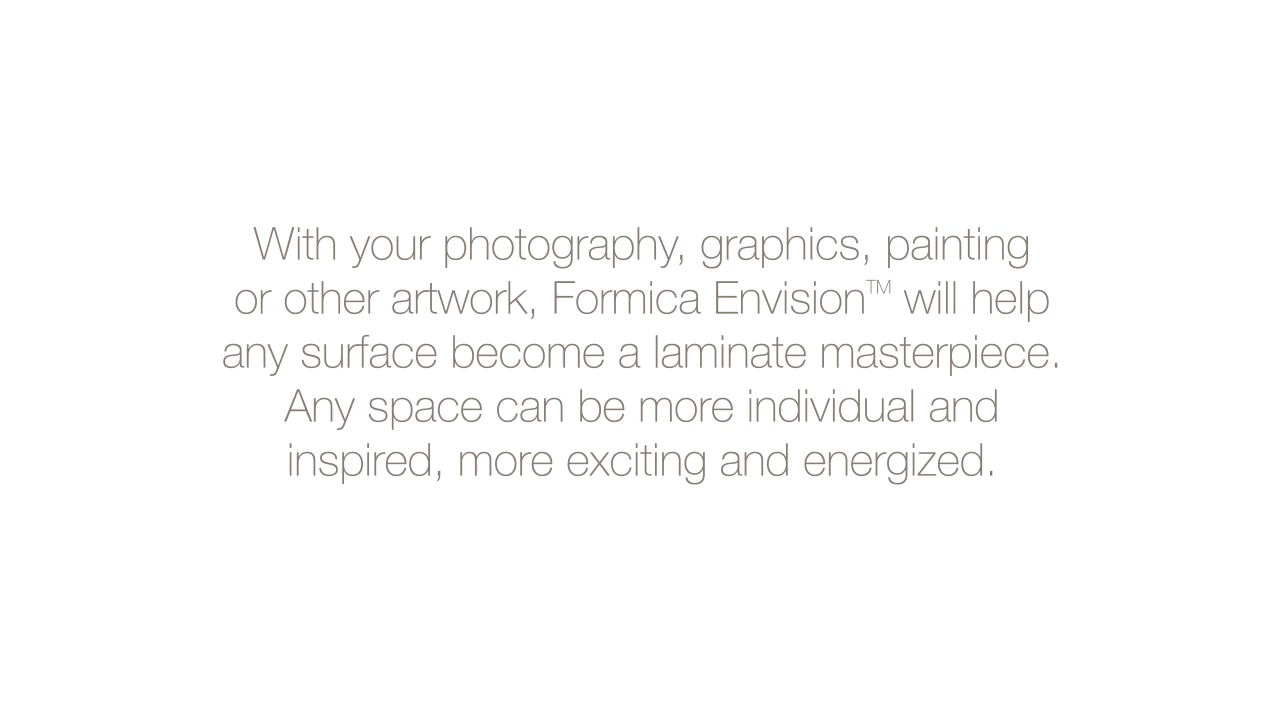 With your photography, graphics, painting
or other artwork, Formica Envision™ will help
any surface become a laminate masterpiece.
Any space can be more individual and
inspired, more exciting and energized.